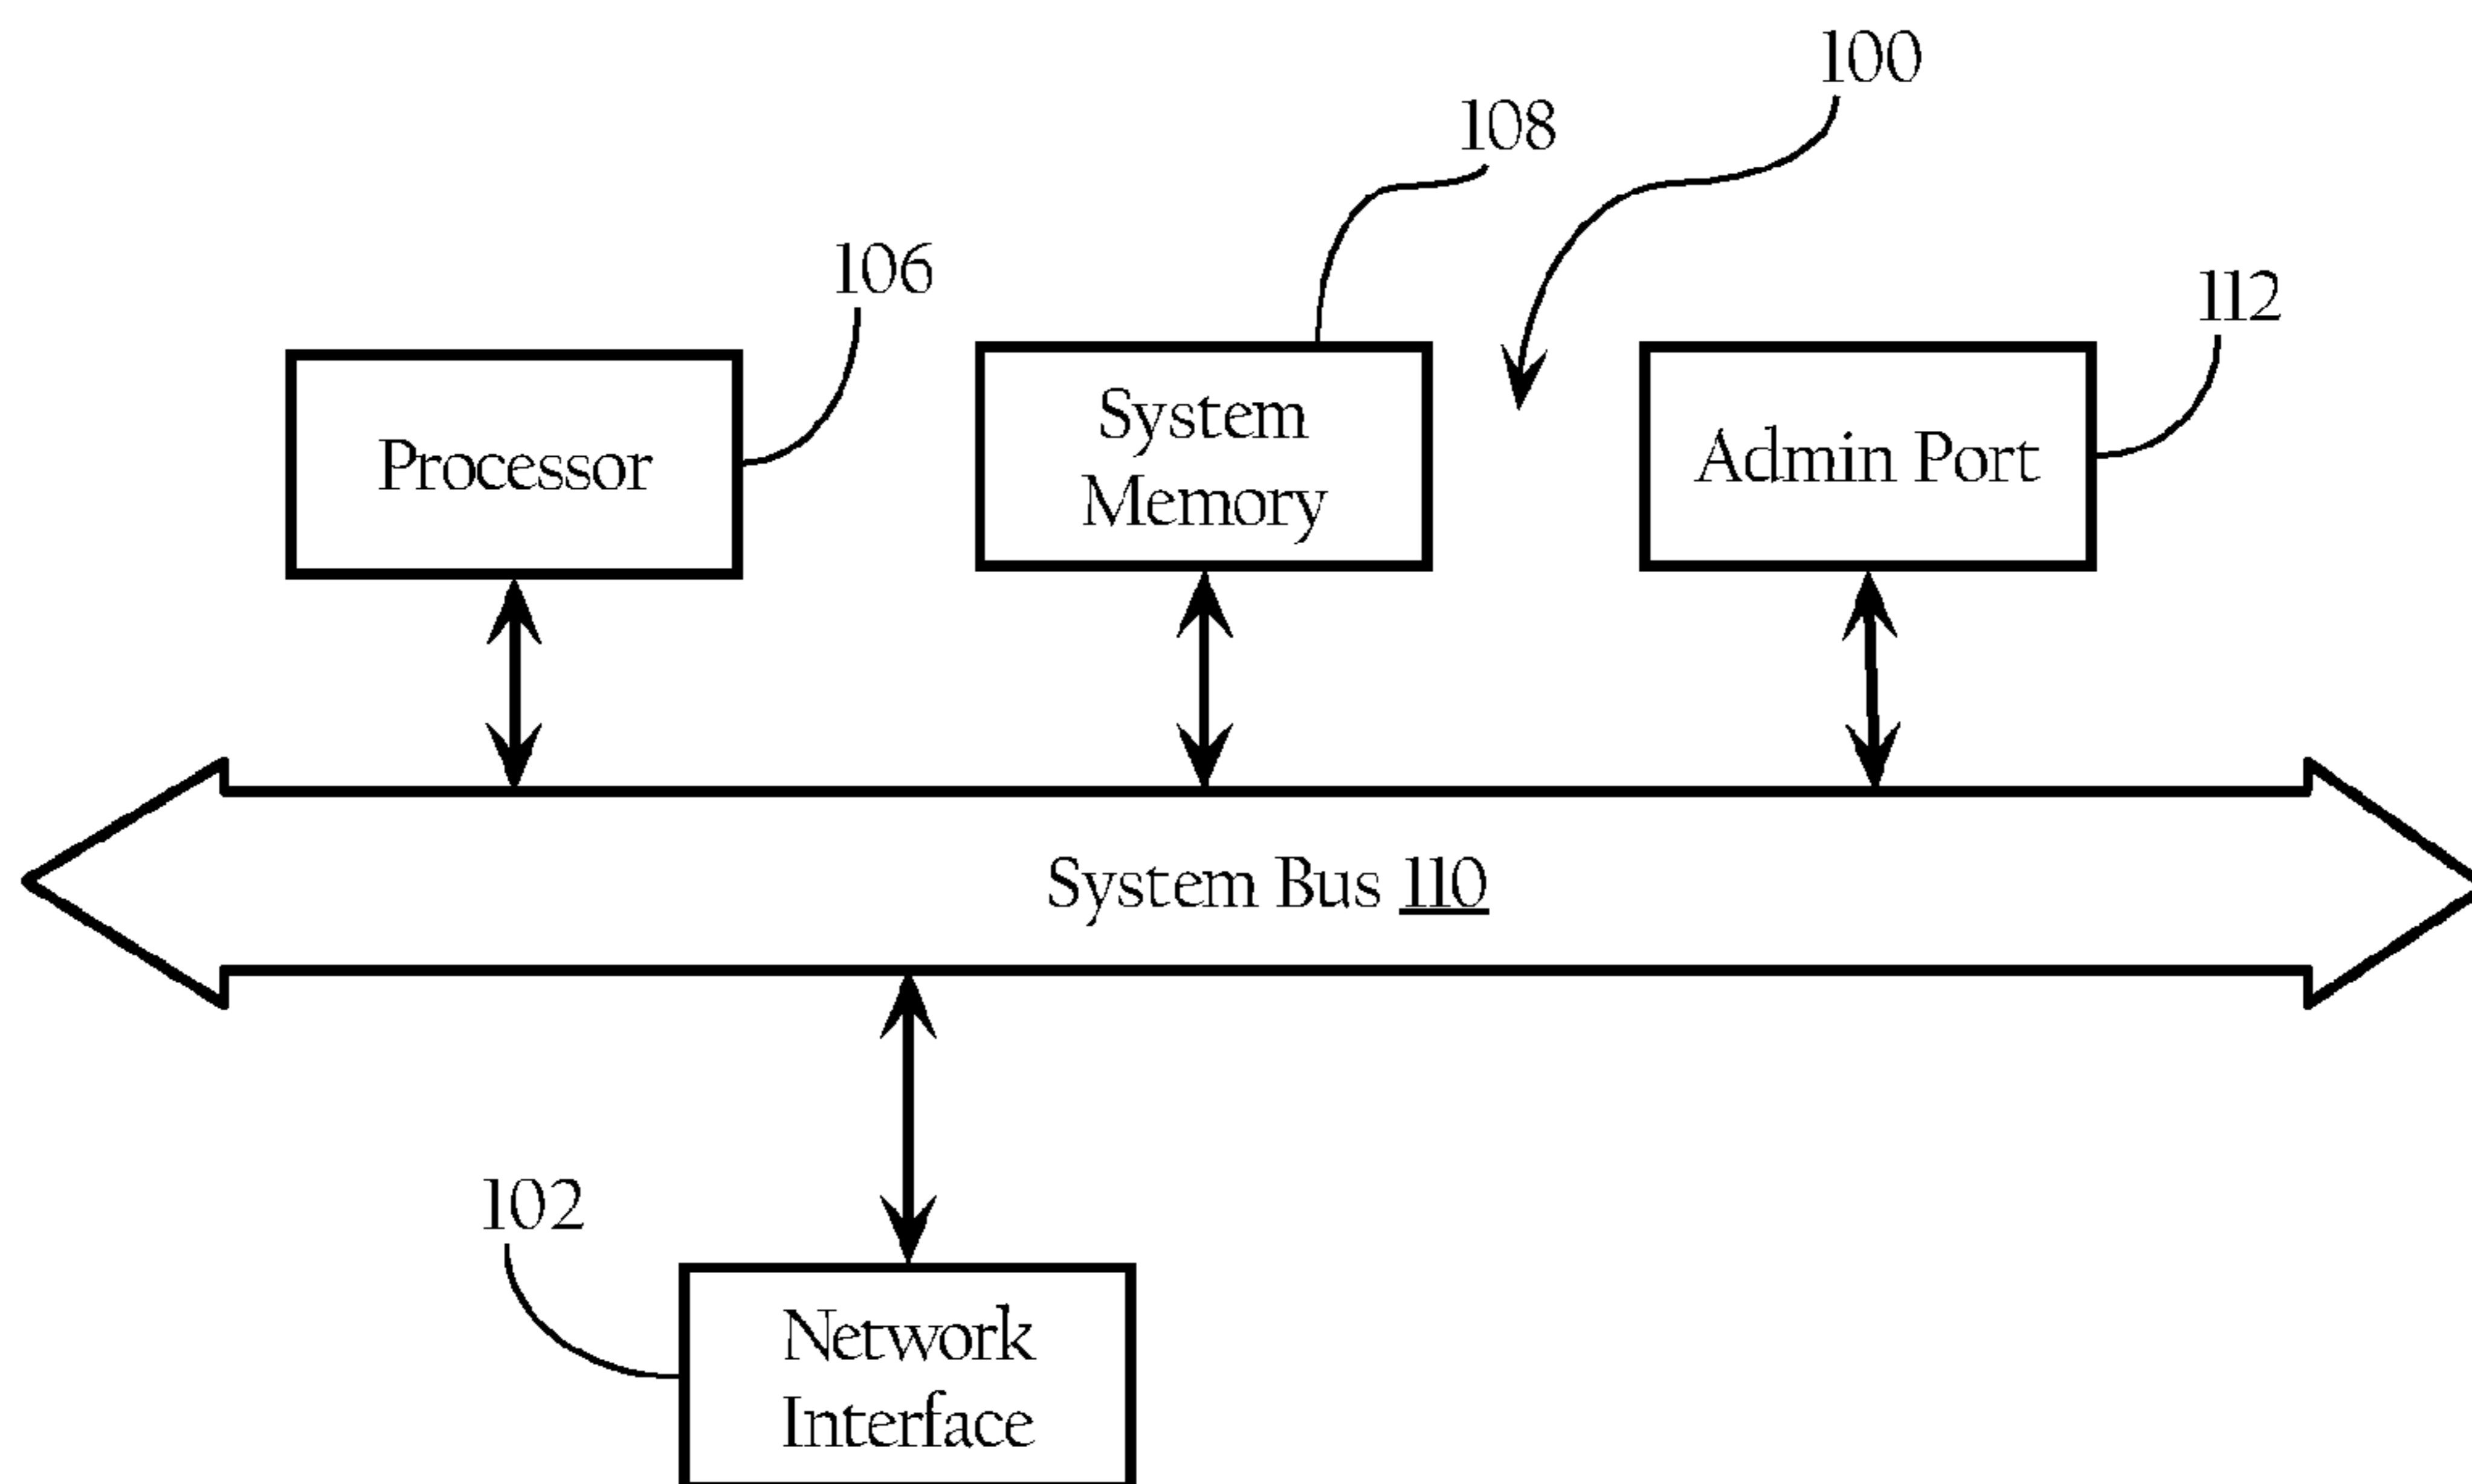 100
108
106
112
Processor
System
Memory
Admin Port
System Bus 110
102
Network
Interface